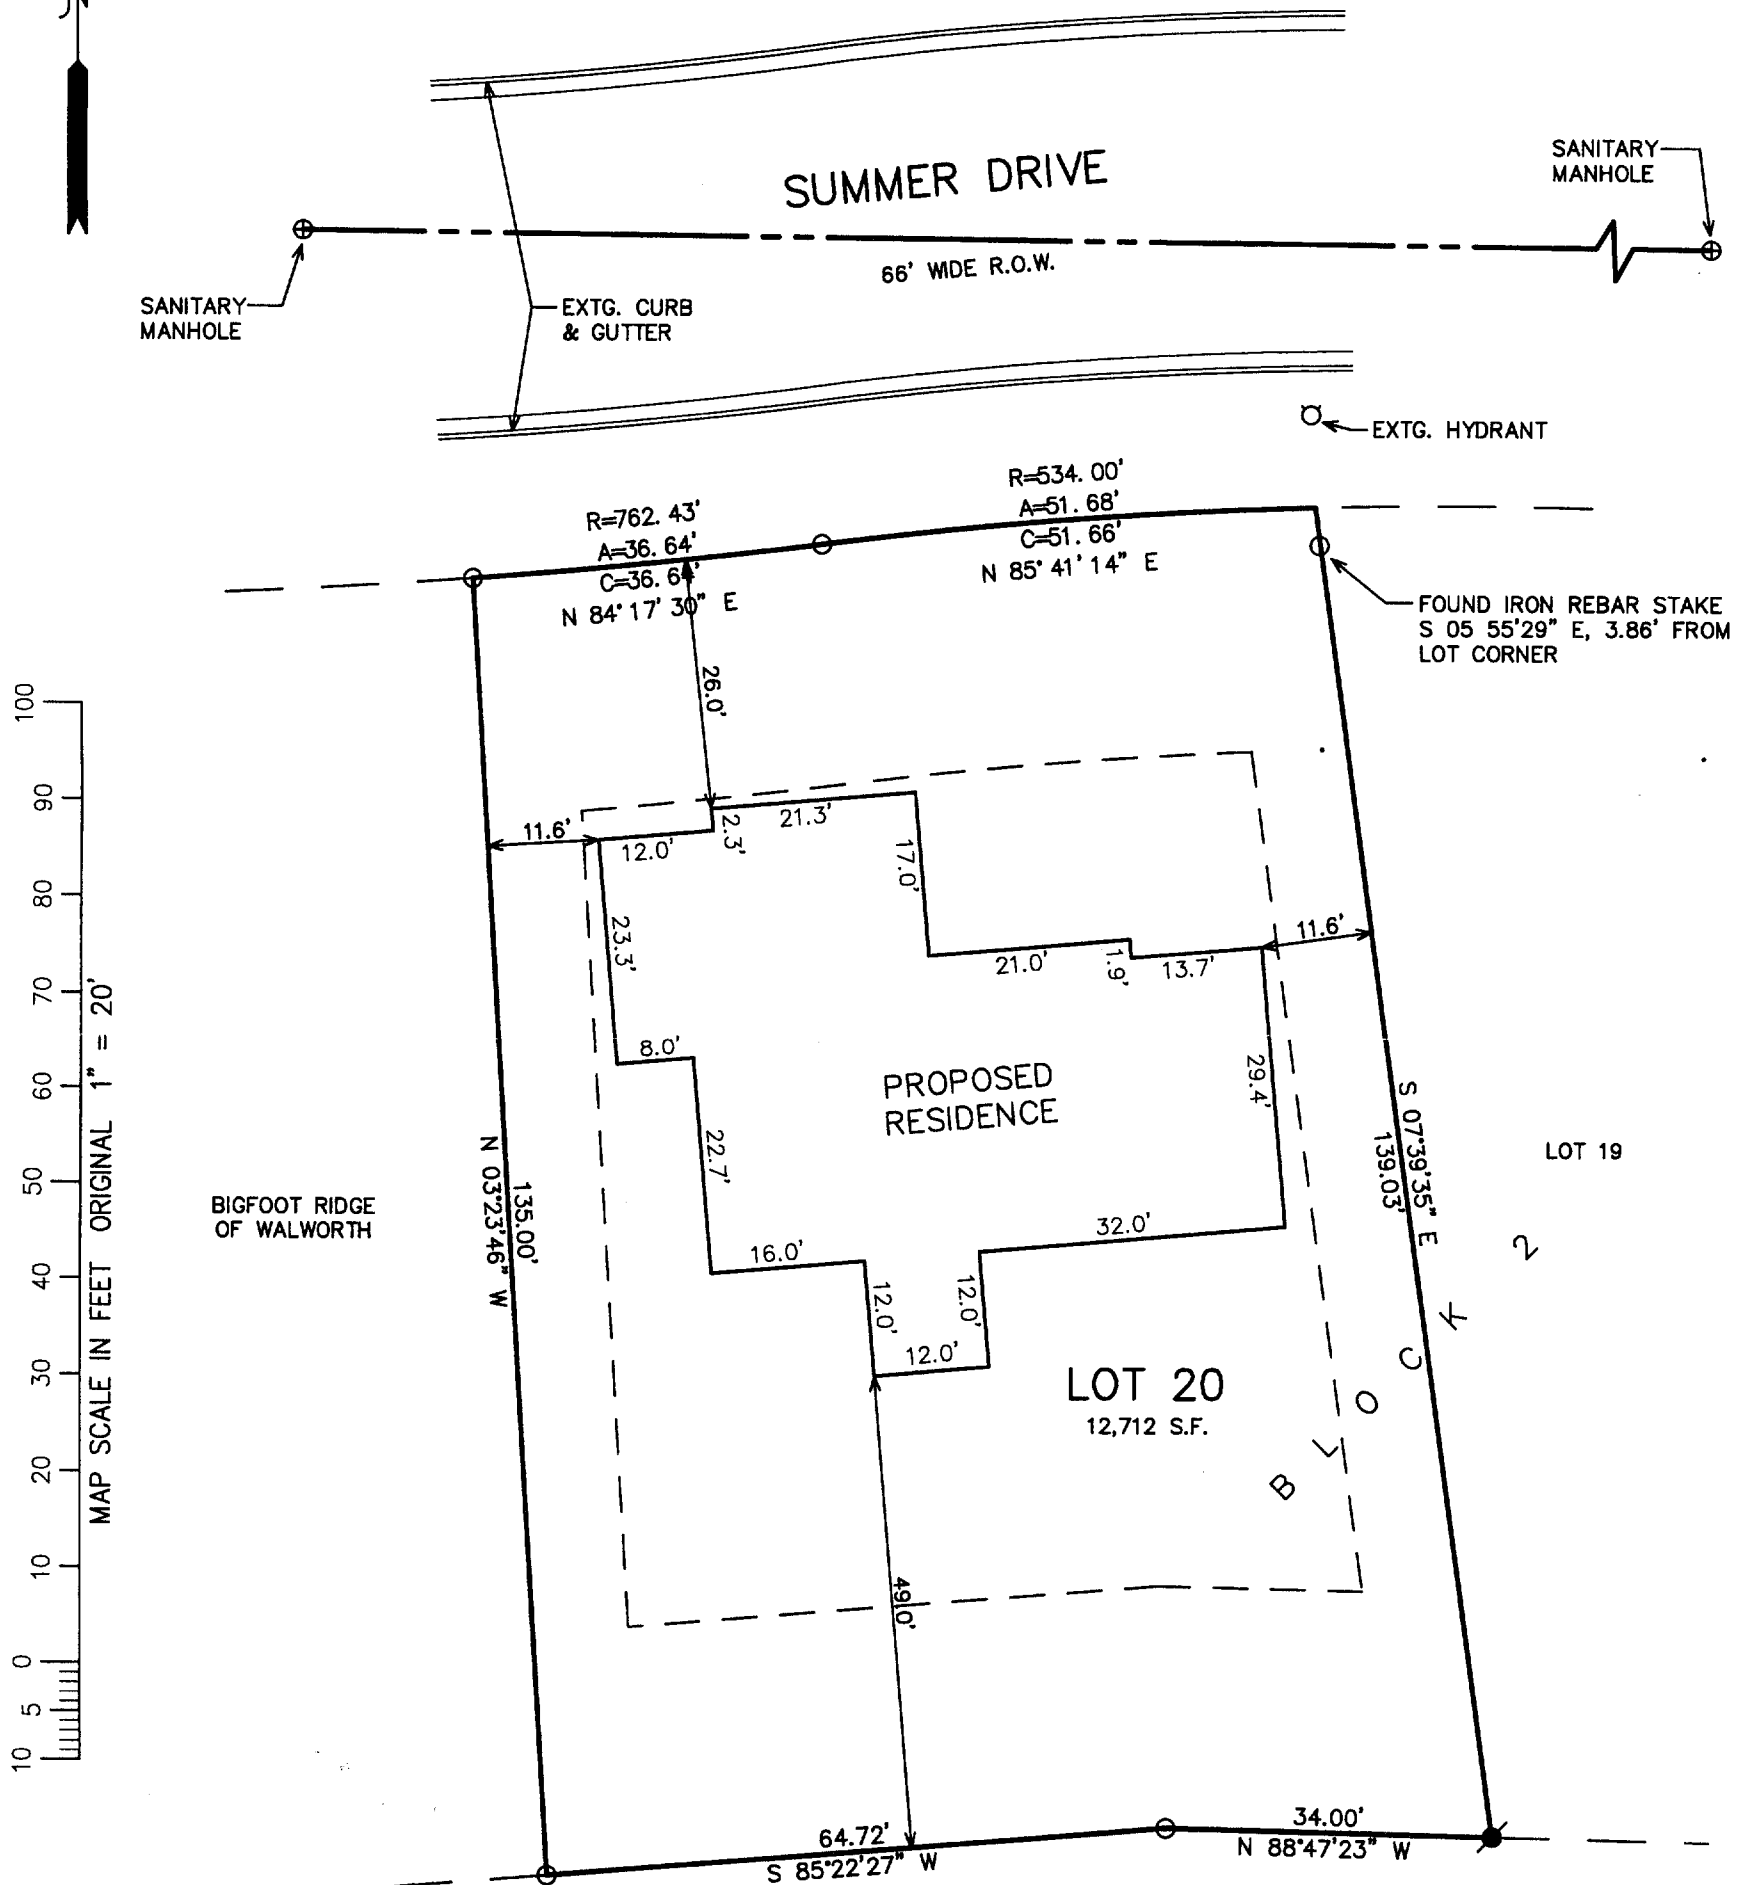 N
SUMMER DRIVE
SANITARY
MANHOLE
66' WIDE R.O.W.
SANITARY
MANHOLE
EXTG. CURB
& GUTTER
EXTG. HYDRANT
R=762.43'
A=36.64'
C=36.64'
N 84°17'30" E
R=534.00'
A=51.68'
C=51.66'
N 85°41'14" E
FOUND IRON REBAR STAKE
S 05 55'29" E, 3.86' FROM
LOT CORNER
26.0'
11.6'
12.0'
2.3'
21.3'
17.0'
21.0'
1.9'
13.7'
11.6'
23.3'
8.0'
22.7'
16.0'
12.0'
12.0'
12.0'
32.0'
29.4'
PROPOSED
RESIDENCE
LOT 19
BIGFOOT RIDGE
OF WALWORTH
N 03°23'46" W
135.00'
S 07°39'35" E
139.03'
LOT 20
12,712 S.F.
BLOCK 2
49.0'
64.72'
S 85°22'27" W
34.00'
N 88°47'23" W
100
90
80
70
60
50
40
30
20
10
0
5
10
MAP SCALE IN FEET ORIGINAL 1" = 20'